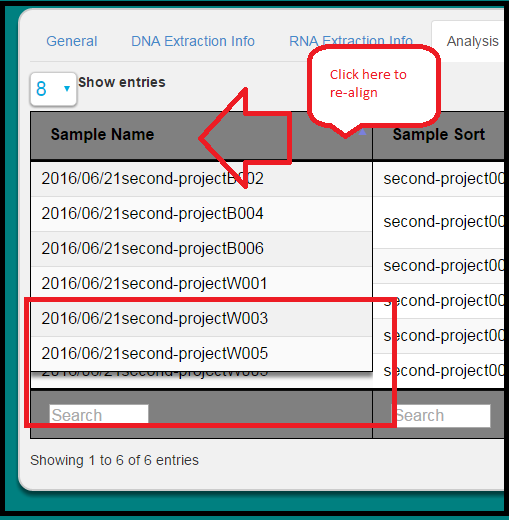 General DNA Extraction Info RNA Extraction Info Analysis
8 Show entries
Click here to
re-align
Sample Name Sample Sort
2016/06/21second-projectB002 second-project00
2016/06/21second-projectB004 second-project00
2016/06/21second-projectB006 second-project00
2016/06/21second-projectW001 second-project00
2016/06/21second-projectW003 second-project00
2016/06/21second-projectW005 second-project00
Search Search
Showing 1 to 6 of 6 entries